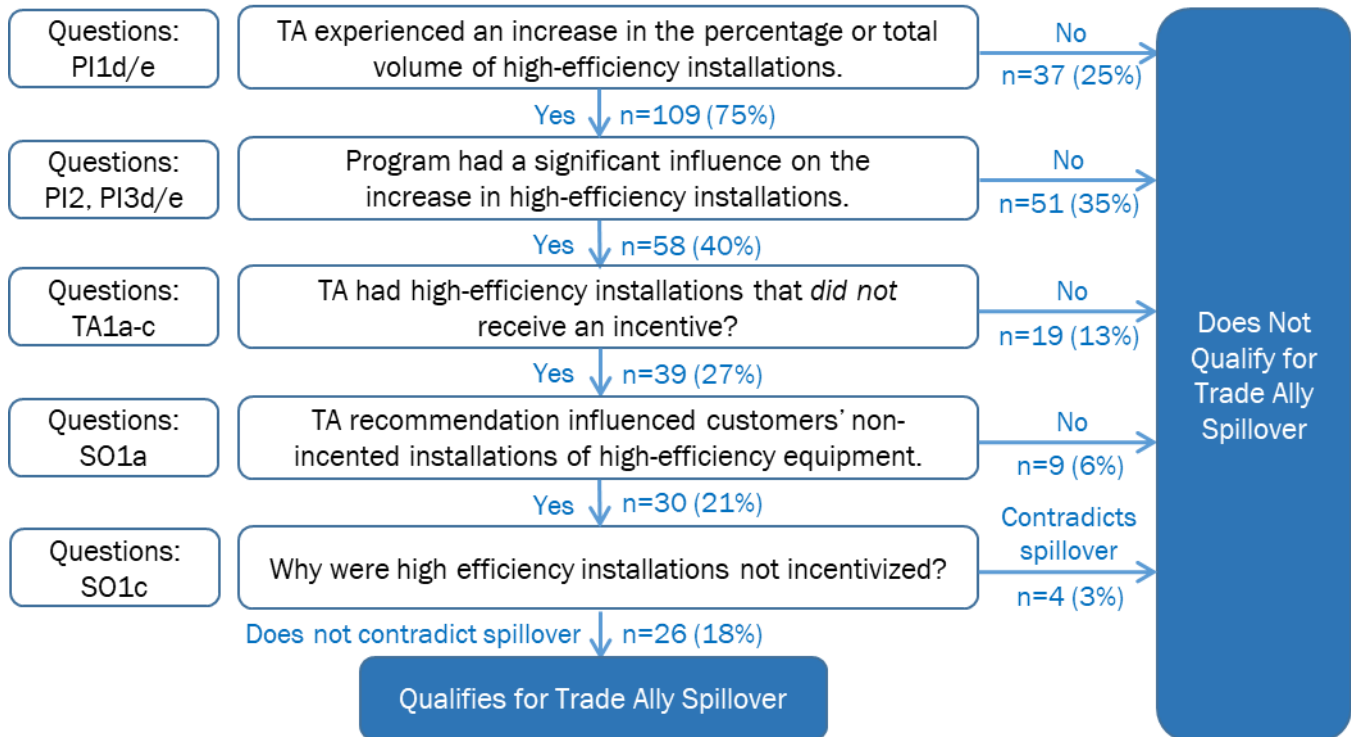 Questions:
PI1d/e
TA experienced an increase in the percentage or total
volume of high-efficiency installations.
No
n=37 (25%)
Yes n=109 (75%)
Questions:
PI2, PI3d/e
Program had a significant influence on the
increase in high-efficiency installations.
No
n=51 (35%)
Yes n=58 (40%)
Questions:
TA1a-c
TA had high-efficiency installations that did not
receive an incentive?
No
n=19 (13%)
Yes n=39 (27%)
Questions:
SO1a
TA recommendation influenced customers’ non-
incented installations of high-efficiency equipment.
No
n=9 (6%)
Yes n=30 (21%)
Questions:
SO1c
Why were high efficiency installations not incentivized?
Contradicts
spillover
n=4 (3%)
Does not contradict spillover n=26 (18%)
Qualifies for Trade Ally Spillover
Does Not
Qualify for
Trade Ally
Spillover